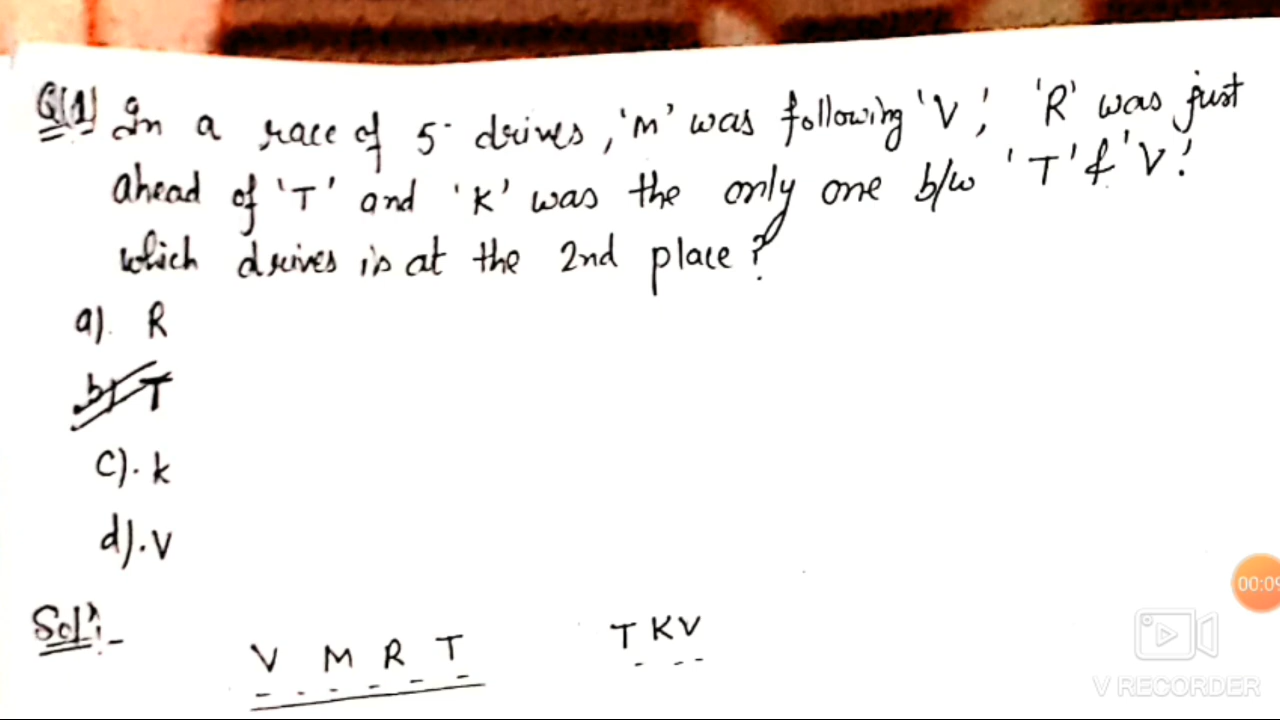 Q(1) In a race of 5 drives, 'M' was following 'V', 'R' was just
ahead of 'T' and 'K' was the only one b/w 'T' & 'V'.
which drives is at the 2nd place?
a). R
b) T
c). K
d). V
Sol":-
V M R T T K V
00:09
V RECORDER